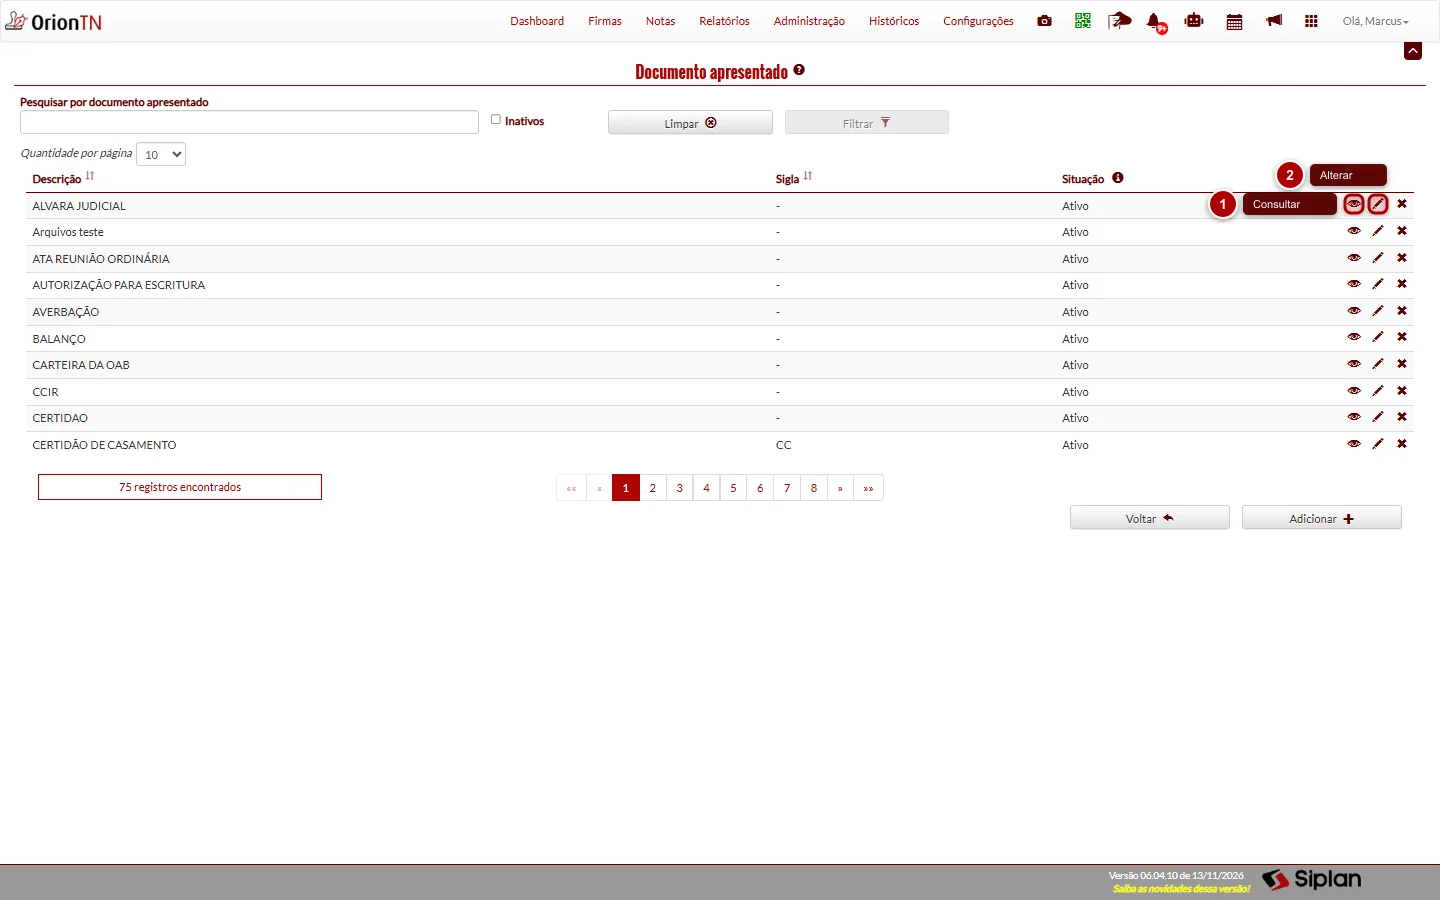 OrionTN
Dashboard Firmas Notas Relatórios Administração Históricos Configurações 9+ Olá, Marcus
Documento apresentado
Pesquisar por documento apresentado
Inativos Limpar Filtrar
Quantidade por página 10
Descrição Sigla Situação 2 Alterar
ALVARA JUDICIAL - Ativo 1 Consultar
Arquivos teste - Ativo
ATA REUNIÃO ORDINÁRIA - Ativo
AUTORIZAÇÃO PARA ESCRITURA - Ativo
AVERBAÇÃO - Ativo
BALANÇO - Ativo
CARTEIRA DA OAB - Ativo
CCIR - Ativo
CERTIDAO - Ativo
CERTIDÃO DE CASAMENTO CC Ativo
75 registros encontrados «« « 1 2 3 4 5 6 7 8 » »»
Voltar Adicionar
Versão 06.04.10 de 13/11/2026
Saiba as novidades dessa versão!
Siplan